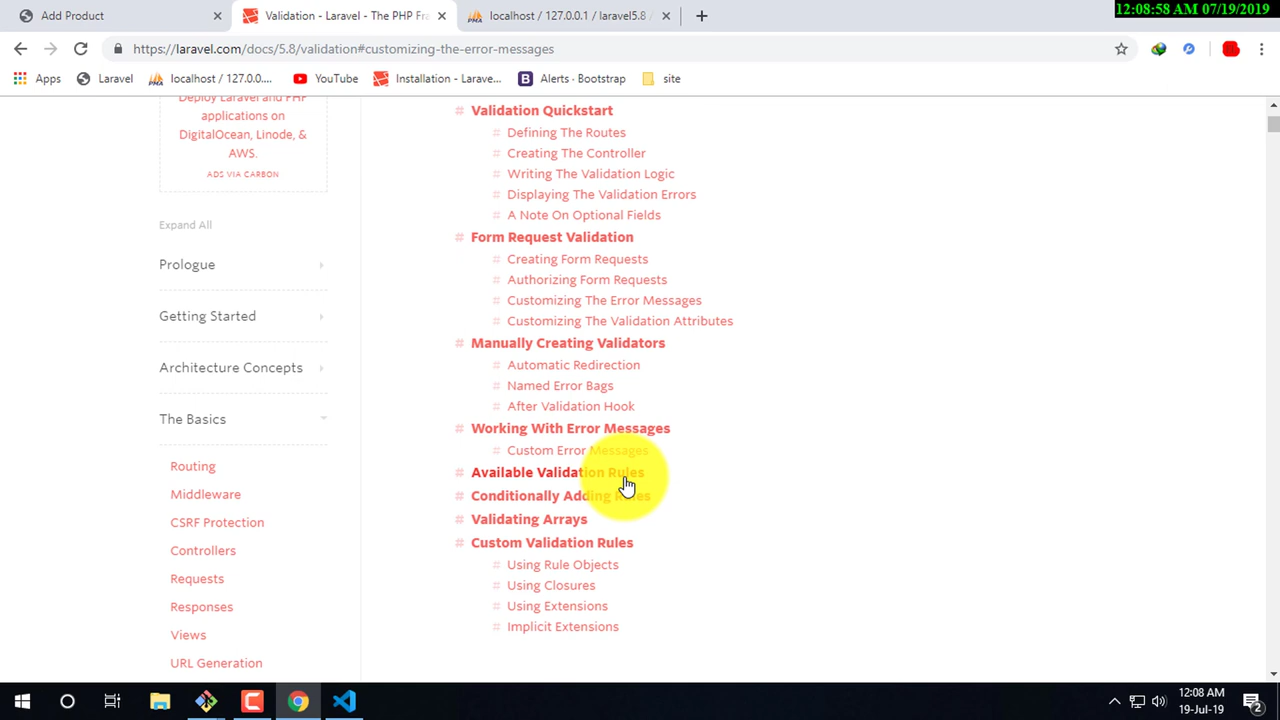 12:08:58 AM 07/19/2019
Add Product
Validation - Laravel - The PHP Fra
localhost / 127.0.0.1 / laravel5.8 /
https://laravel.com/docs/5.8/validation#customizing-the-error-messages
Apps
Laravel
localhost / 127.0.0....
YouTube
Installation - Larave...
Alerts · Bootstrap
site
Deploy Laravel and PHP
applications on
DigitalOcean, Linode, &
AWS.
ADS VIA CARBON
Expand All
Prologue
Getting Started
Architecture Concepts
The Basics
Routing
Middleware
CSRF Protection
Controllers
Requests
Responses
Views
URL Generation
# Validation Quickstart
# Defining The Routes
# Creating The Controller
# Writing The Validation Logic
# Displaying The Validation Errors
# A Note On Optional Fields
# Form Request Validation
# Creating Form Requests
# Authorizing Form Requests
# Customizing The Error Messages
# Customizing The Validation Attributes
# Manually Creating Validators
# Automatic Redirection
# Named Error Bags
# After Validation Hook
# Working With Error Messages
# Custom Error Messages
# Available Validation Rules
# Conditionally Adding Rules
# Validating Arrays
# Custom Validation Rules
# Using Rule Objects
# Using Closures
# Using Extensions
# Implicit Extensions
12:08 AM
19-Jul-19
2